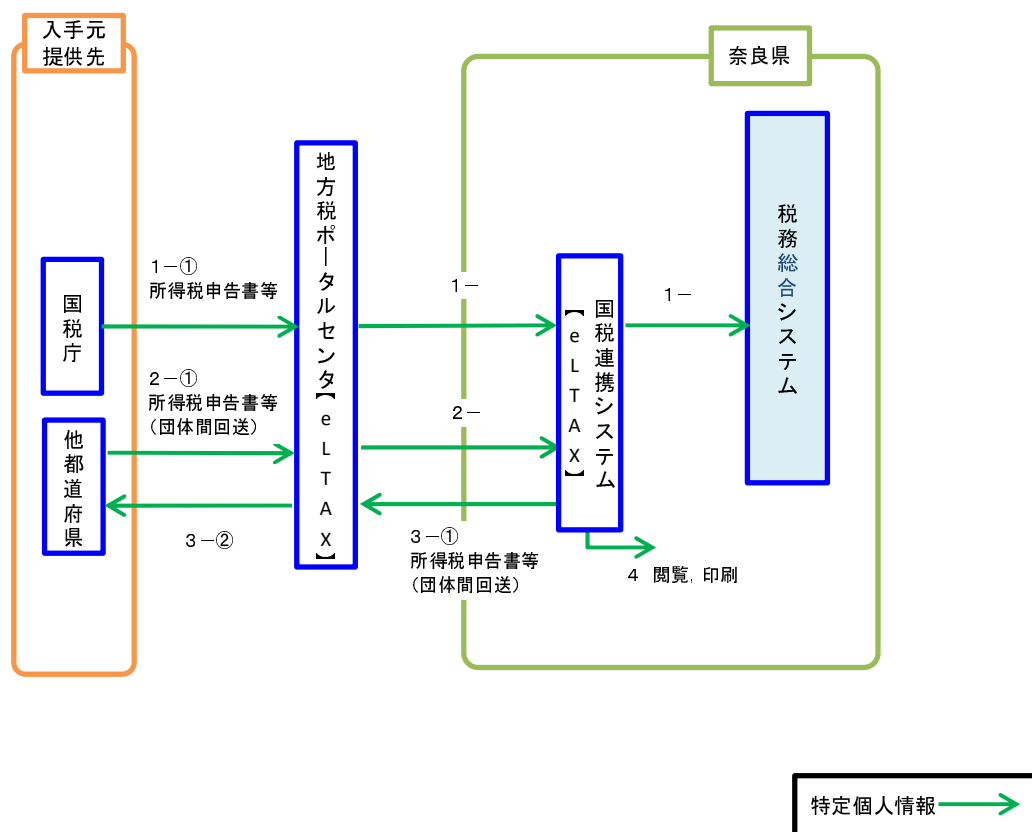 入手元
提供先
奈良県
国税庁
他都道府県
1－①
所得税申告書等
2－①
所得税申告書等
（団体間回送）
3－②
地方税ポータルセンタ【eLTAX】
1－
2－
3－①
所得税申告書等
（団体間回送）
国税連携システム
【eLTAX】
1－
4 閲覧, 印刷
税務総合システム
特定個人情報